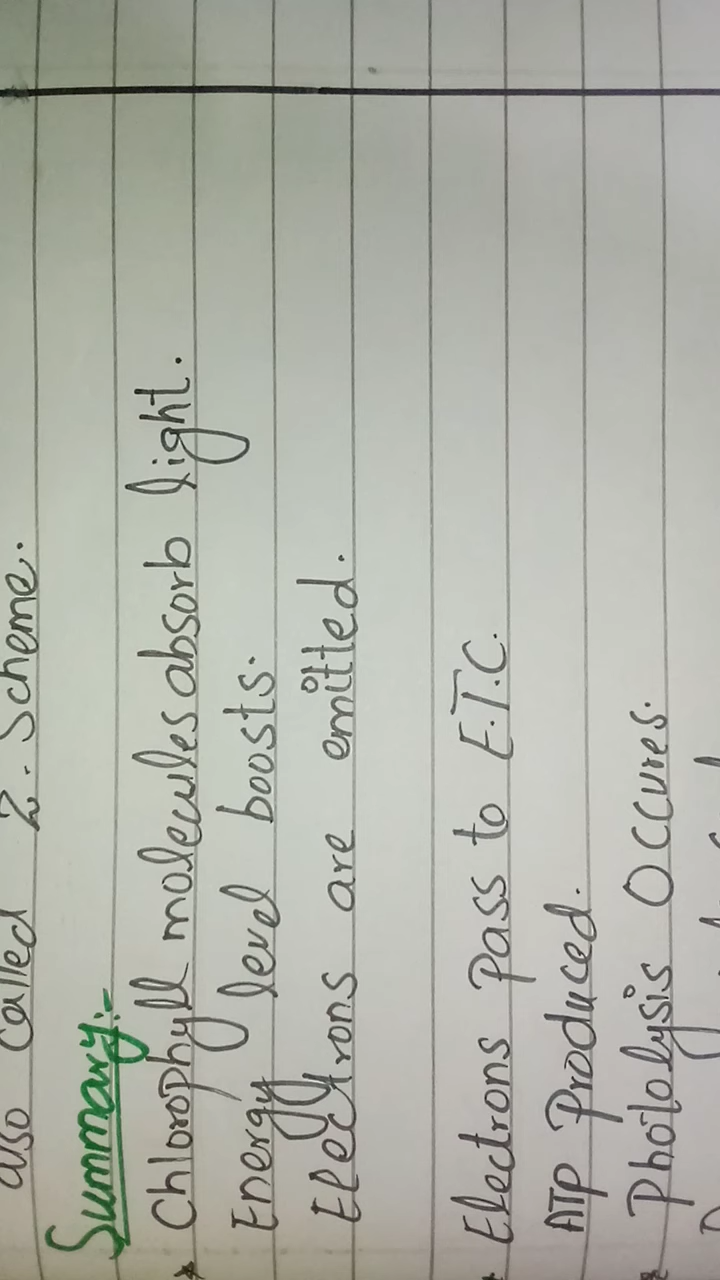 also called Z. Scheme.
Summary:-
* Chlorophyll molecules absorb light.
Energy level boosts.
Electrons are emitted.
* Electrons Pass to E.T.C.
ATP Produced.
* Photolysis Occures.